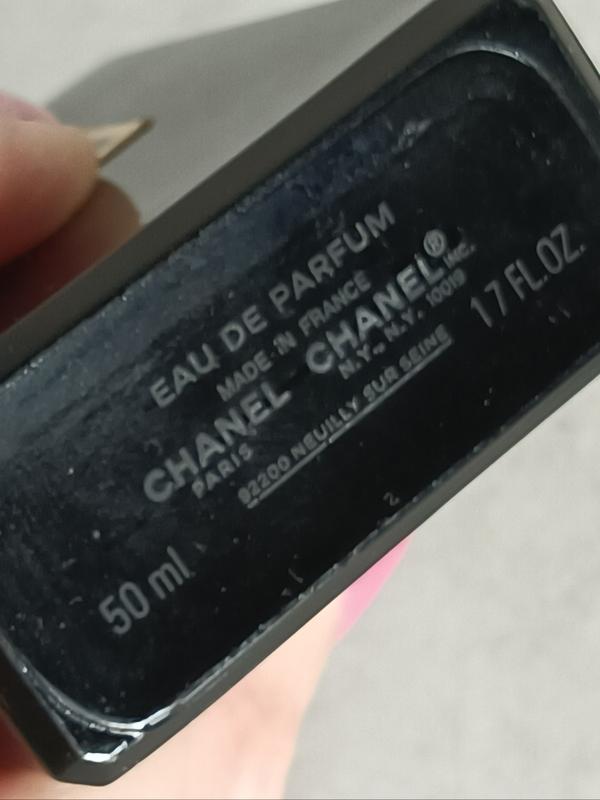 EAU DE PARFUM
MADE IN FRANCE
CHANEL CHANEL® INC.
PARIS N.Y. - N.Y. 10019
92200 NEUILLY SUR SEINE
50 ml 1 7 FL.OZ.